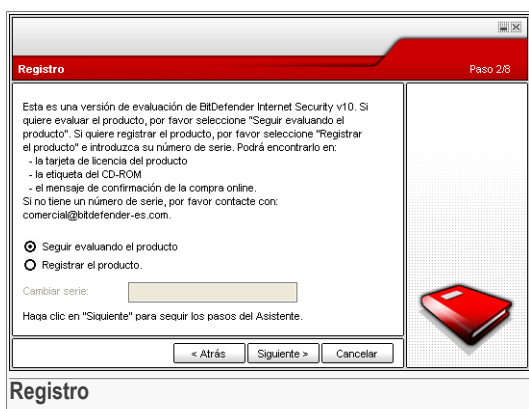 Registro
Paso 2/8
Esta es una versión de evaluación de BitDefender Internet Security v10. Si
quiere evaluar el producto, por favor seleccione "Seguir evaluando el
producto". Si quiere registrar el producto, por favor seleccione "Registrar
el producto" e introduzca su número de serie. Podrá encontrarlo en:
- la tarjeta de licencia del producto
- la etiqueta del CD-ROM
- el mensaje de confirmación de la compra online.
Si no tiene un número de serie, por favor contacte con:
comercial@bitdefender-es.com.
Seguir evaluando el producto
Registrar el producto.
Cambiar serie:
Haga clic en "Siguiente" para seguir los pasos del Asistente.
< Atrás
Siguiente >
Cancelar
Registro